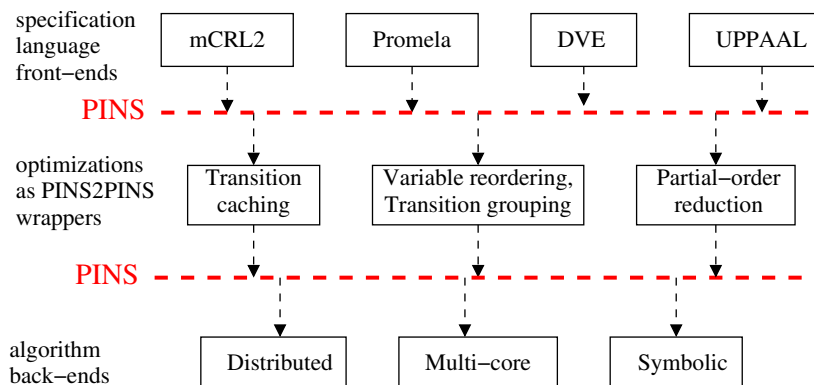 specification
language
front−ends
mCRL2
Promela
DVE
UPPAAL
PINS
optimizations
as PINS2PINS
wrappers
Transition
caching
Variable reordering,
Transition grouping
Partial−order
reduction
PINS
algorithm
back−ends
Distributed
Multi−core
Symbolic